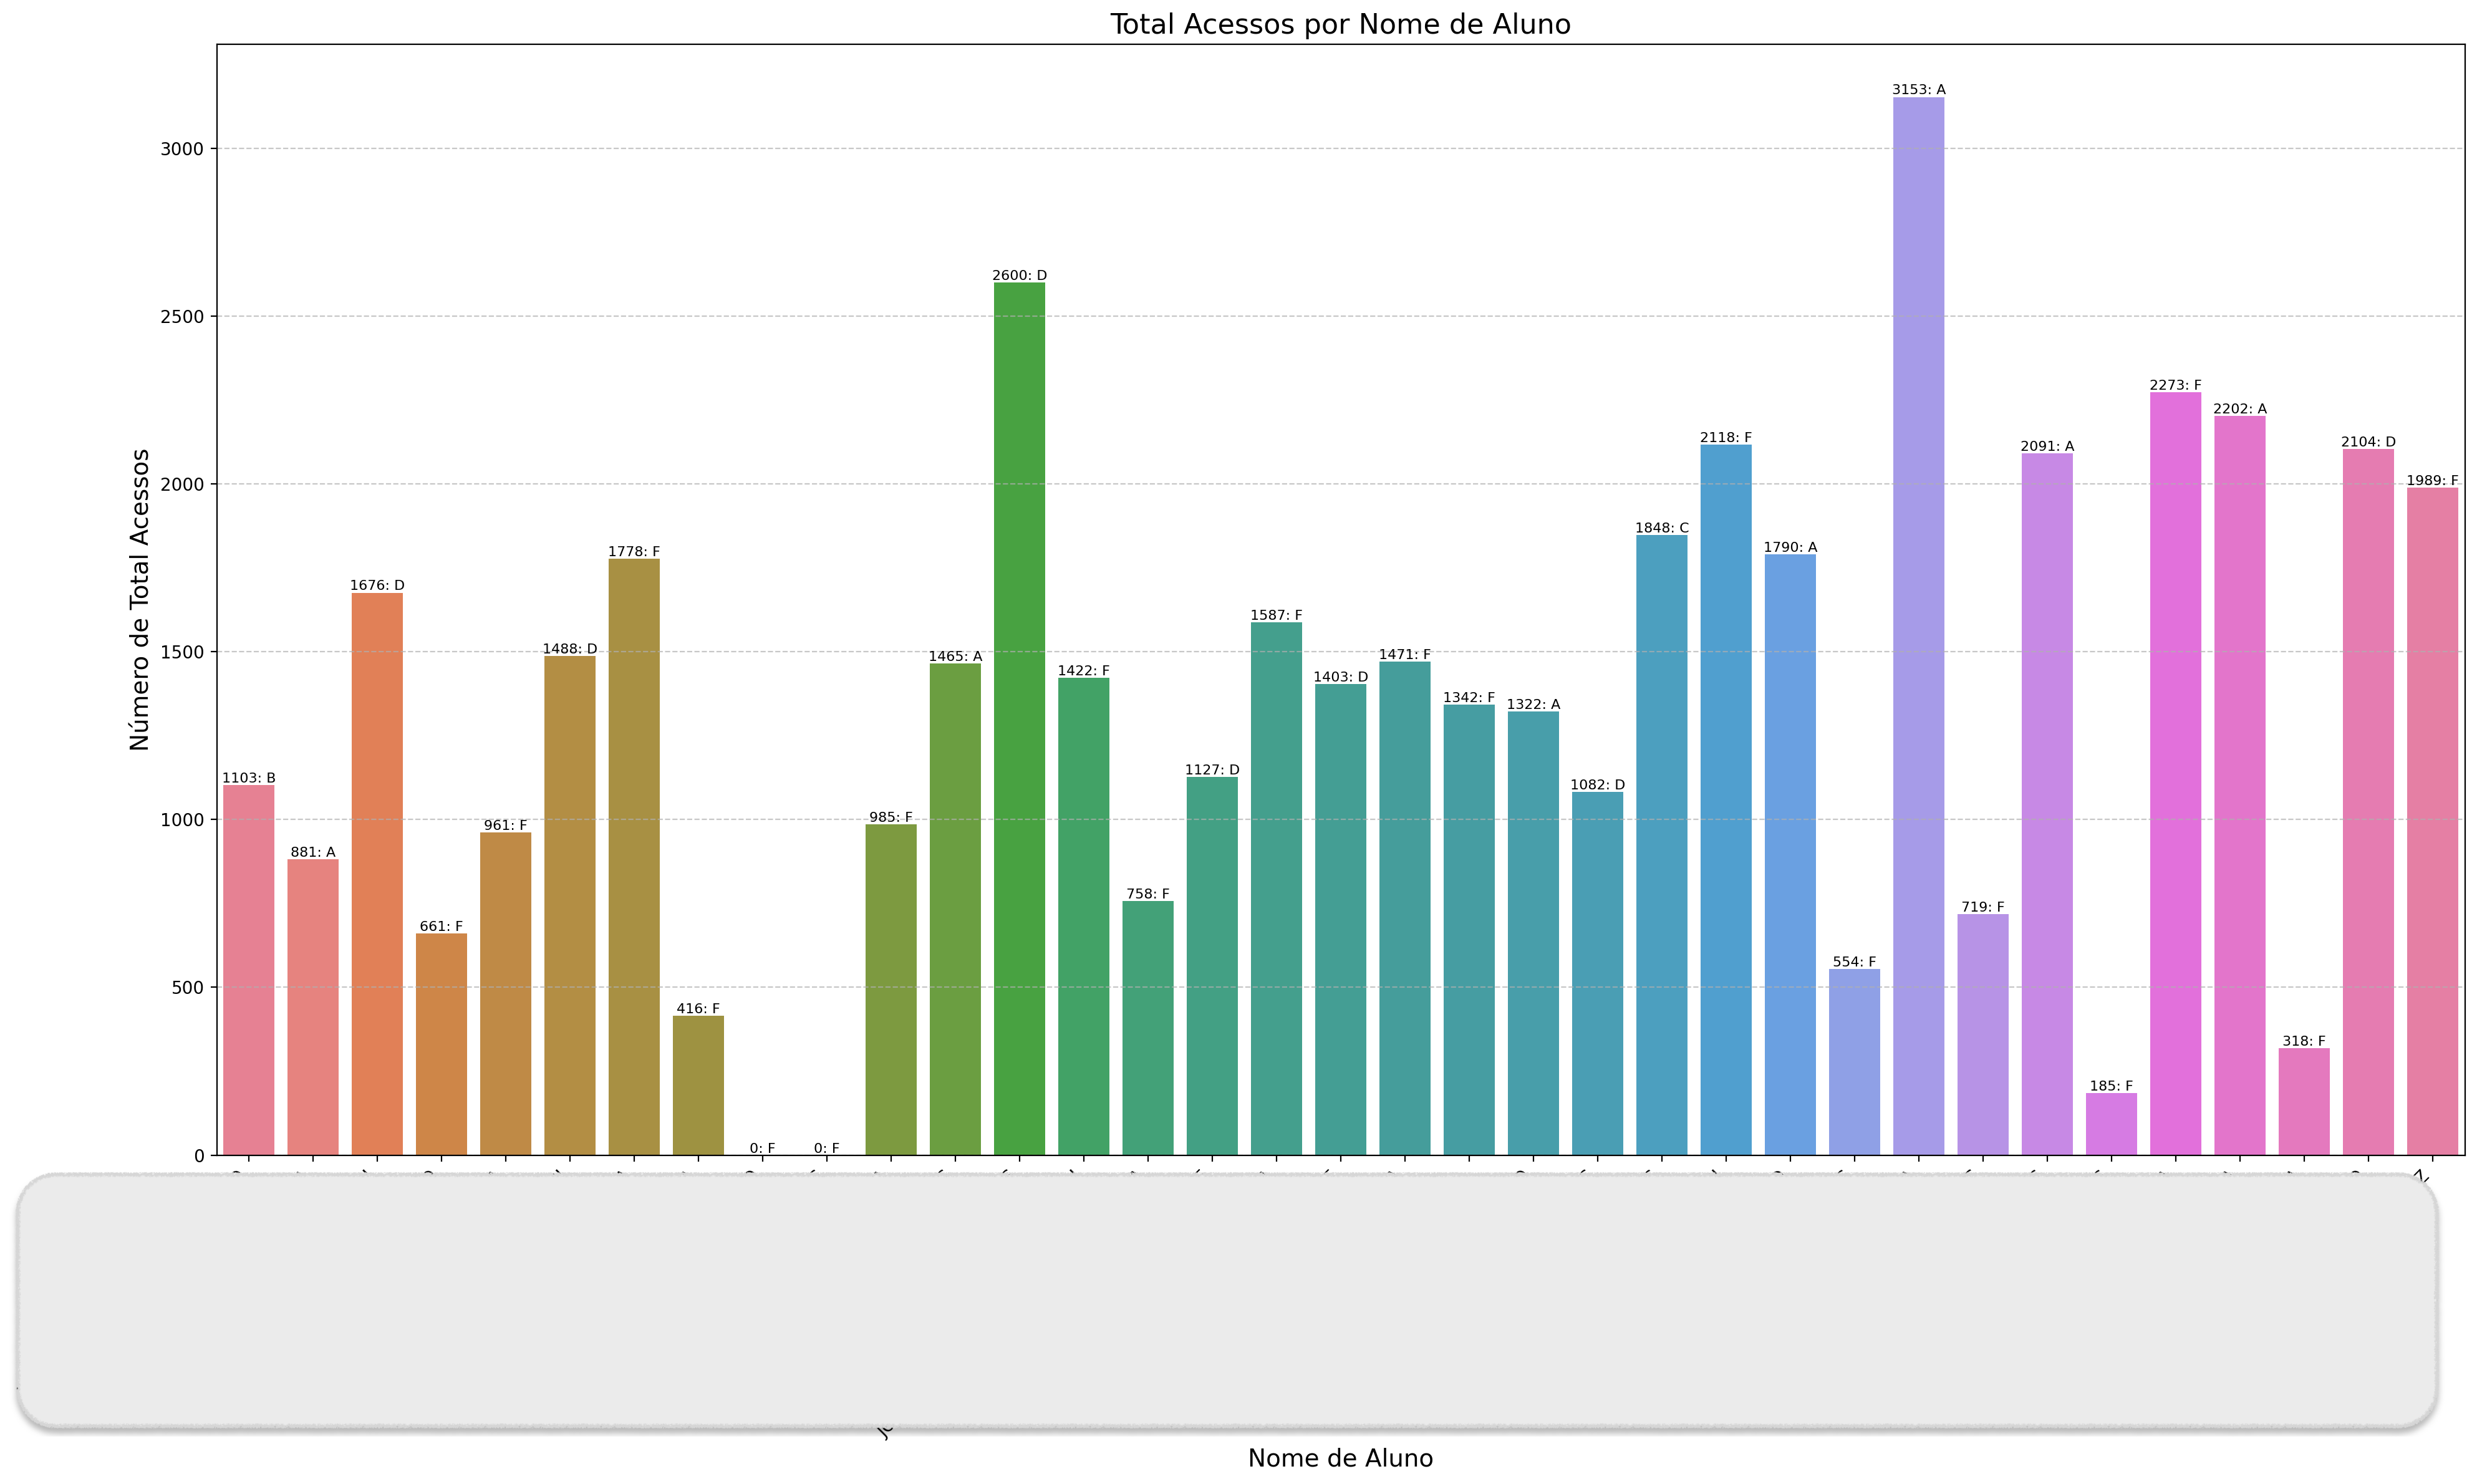 Total Acessos por Nome de Aluno
Número de Total Acessos
3000
2500
2000
1500
1000
500
0
1103: B
881: A
1676: D
661: F
961: F
1488: D
1778: F
416: F
0: F
0: F
985: F
1465: A
2600: D
1422: F
758: F
1127: D
1587: F
1403: D
1471: F
1342: F
1322: A
1082: D
1848: C
2118: F
1790: A
554: F
3153: A
719: F
2091: A
185: F
2273: F
2202: A
318: F
2104: D
1989: F
Nome de Aluno